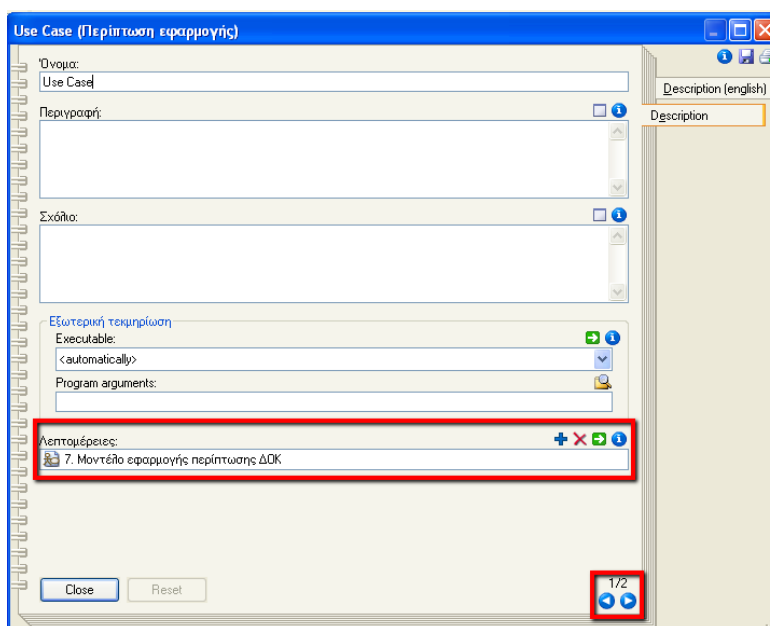 Use Case (Περίπτωση εφαρμογής)
Όνομα:
Use Case
Description (english)
Περιγραφή:
Description
Σχόλιο:
Εξωτερική τεκμηρίωση
Executable:
<automatically>
Program arguments:
Λεπτομέρειες:
7. Μοντέλο εφαρμογής περίπτωσης ΔΟΚ
1/2
Close
Reset